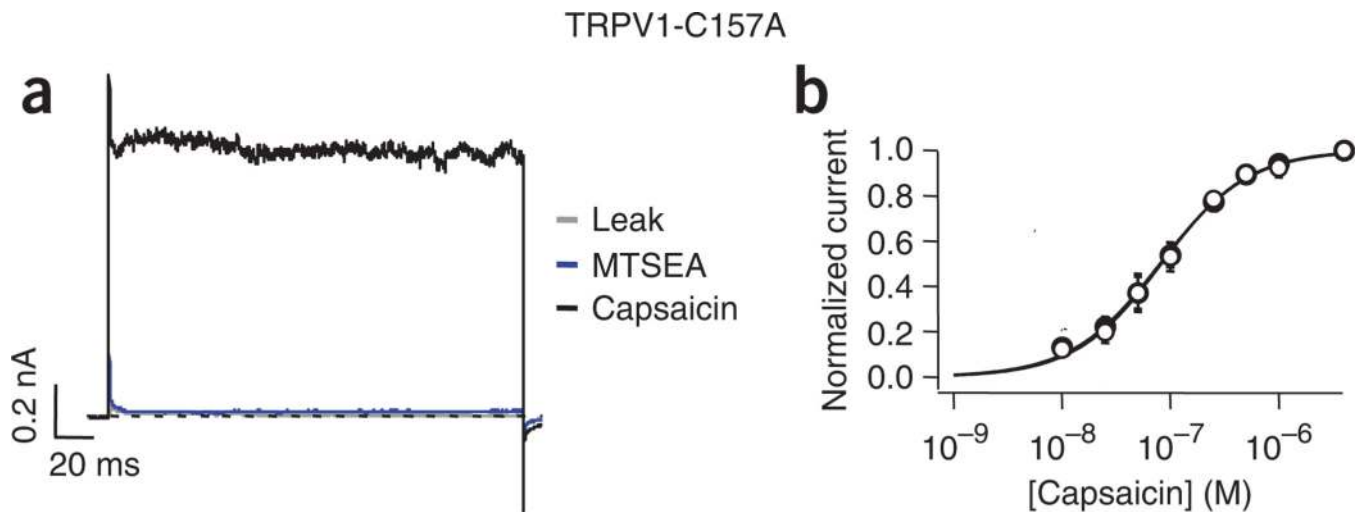 TRPV1-C157A
a
Leak
MTSEA
Capsaicin
0.2 nA
20 ms
b
Normalized current
1.0
0.8
0.6
0.4
0.2
0.0
10⁻⁹ 10⁻⁸ 10⁻⁷ 10⁻⁶
[Capsaicin] (M)